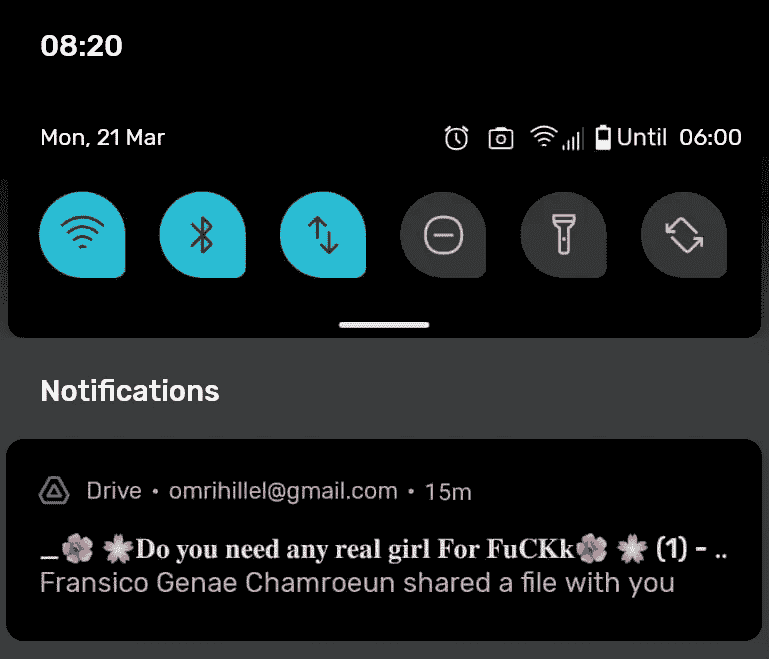 08:20
Mon, 21 Mar Until 06:00
Notifications
Drive • omrihillel@gmail.com • 15m
_🌺 🌸Do you need any real girl For FuCKk🌺 🌸 (1) - ..
Fransico Genae Chamroeun shared a file with you